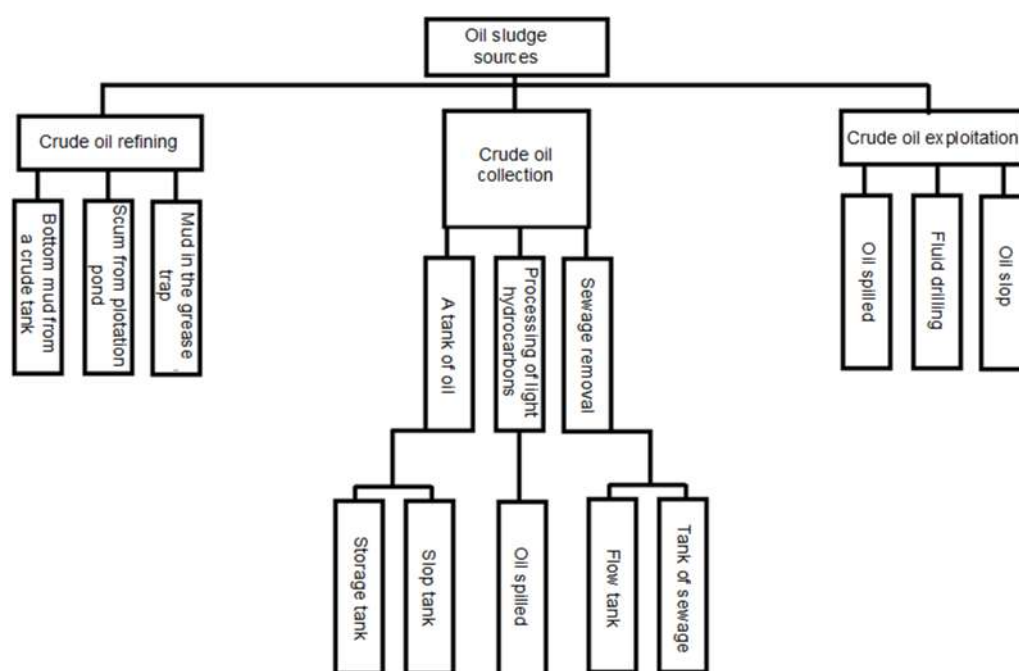 Oil sludge
sources
Crude oil refining
Crude oil
collection
Crude oil exploitation
Bottom mud from
a crude tank
Scum from plotation
pond
Mud in the grease
trap
A tank of oil
Processing of light
hydrocarbons
Sewage removal
Oil spilled
Fluid drilling
Oil slop
Storage tank
Slop tank
Oil spilled
Flow tank
Tank of sewage